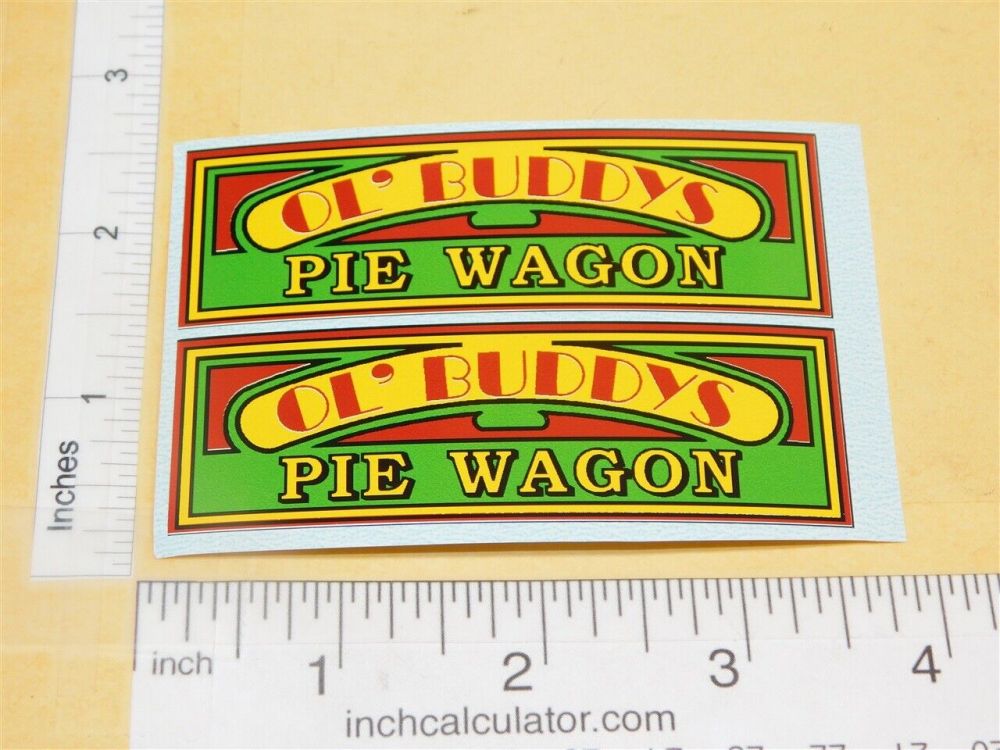 3
2
1
Inches
OL' BUDDYS
PIE WAGON
OL' BUDDYS
PIE WAGON
inch 1 2 3 4
inchcalculator.com